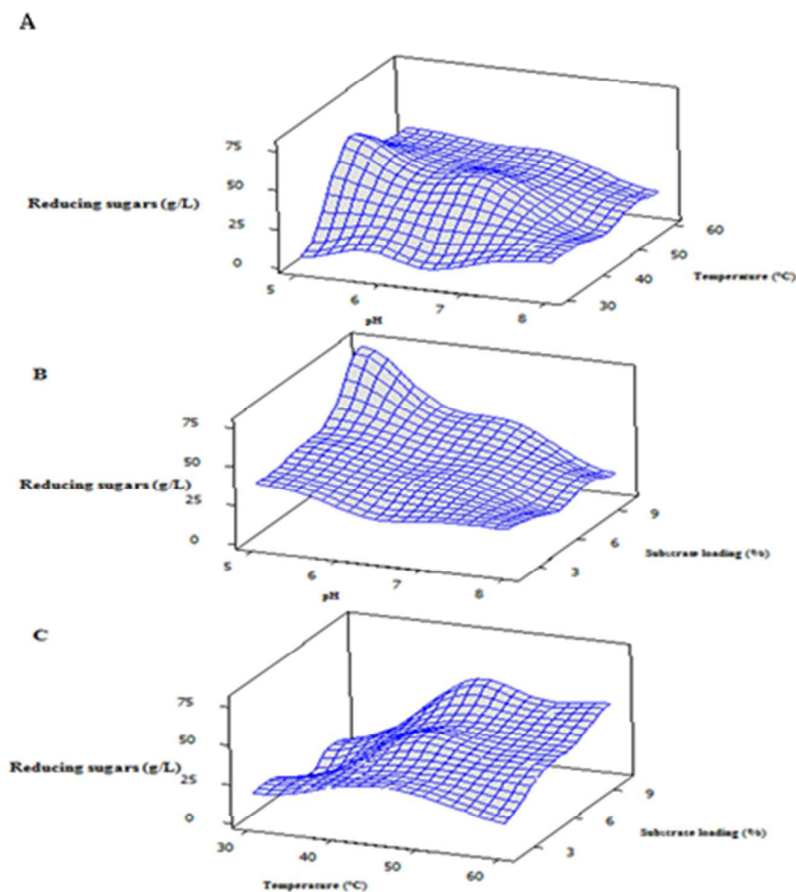 A
75
50
Reducing sugars (g/L)
25
0
60
50
Temperature (°C)
40
30
5
6
7
8
pH
B
75
50
Reducing sugars (g/L)
25
0
9
6
Substrate loading (%)
3
5
6
7
8
pH
C
75
50
Reducing sugars (g/L)
25
0
9
6
Substrate loading (%)
3
30
40
50
60
Temperature (°C)